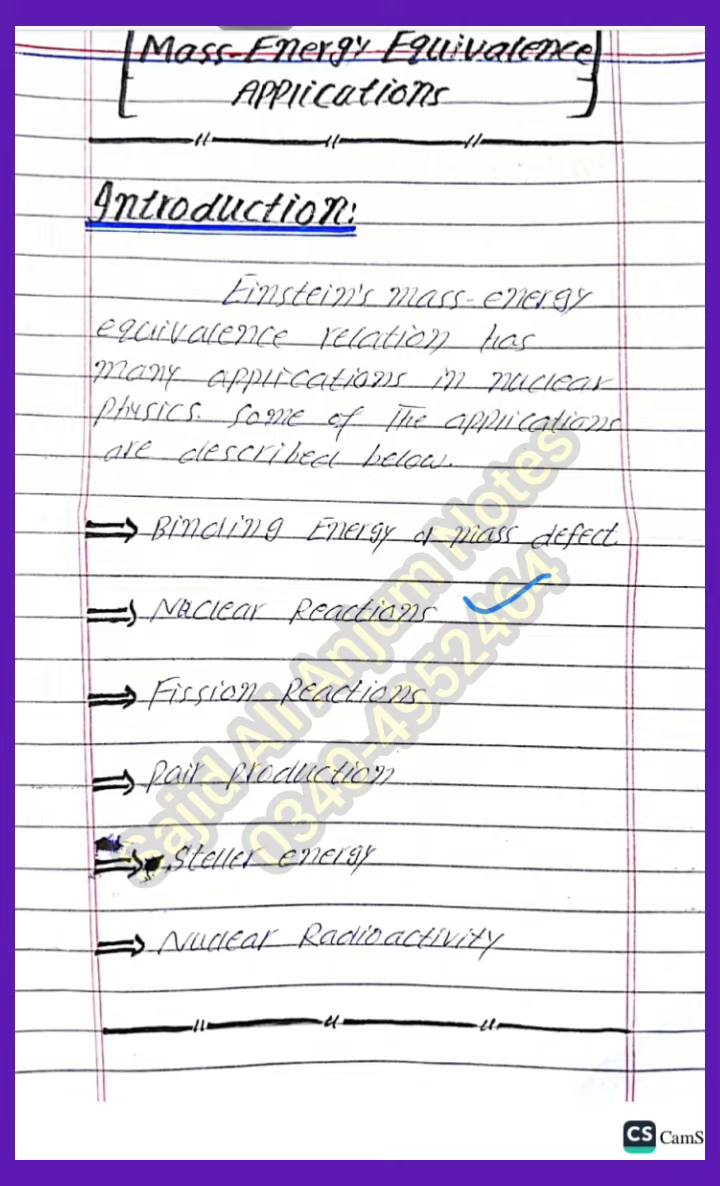 Mass-Energy Equivalence
Applications
Introduction:
Einstein's mass-energy
equivalence relation has
many applications in nuclear
physics. Some of The applications
are described below.
⇒ Binding Energy & mass defect
⇒ Nuclear Reactions ✓
⇒ Fission Reactions
⇒ Pair production
⇒ Steller energy
⇒ Nuclear Radioactivity
Sajid Ali Anjum Notes
0340-4952464
CS CamS